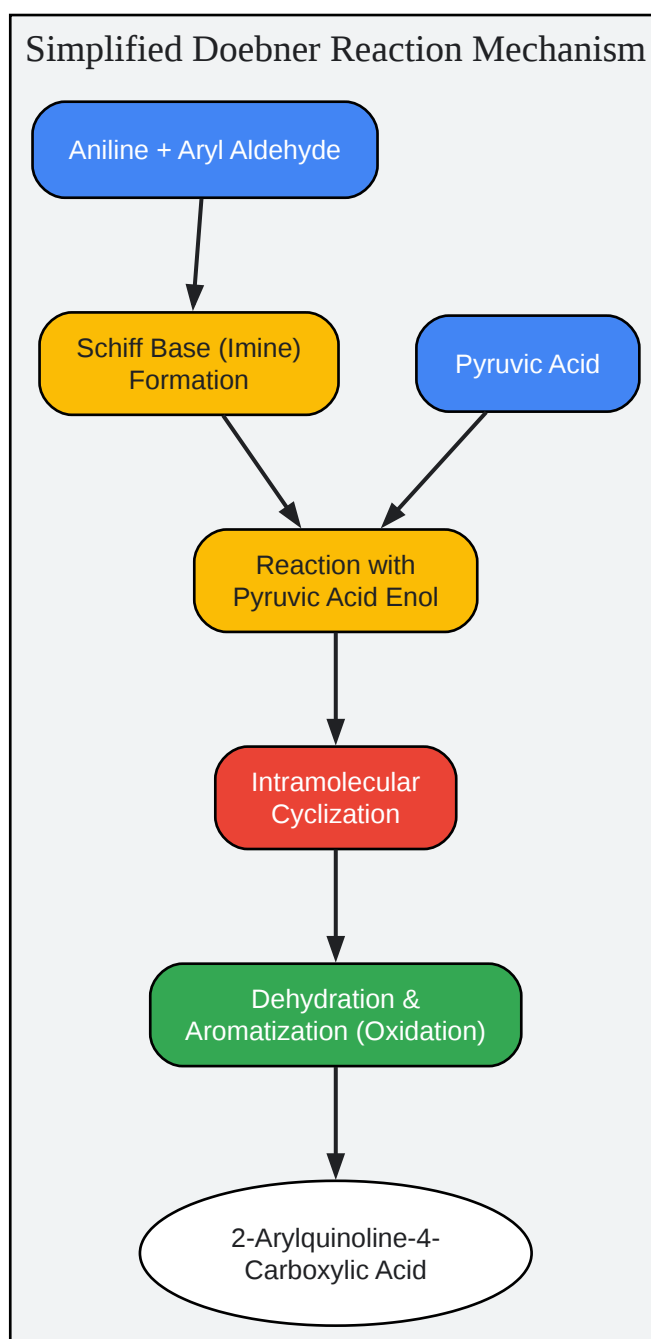 Simplified Doebner Reaction Mechanism
Aniline + Aryl Aldehyde
Schiff Base (Imine)
Formation
Pyruvic Acid
Reaction with
Pyruvic Acid Enol
Intramolecular
Cyclization
Dehydration &
Aromatization (Oxidation)
2-Arylquinoline-4-
Carboxylic Acid